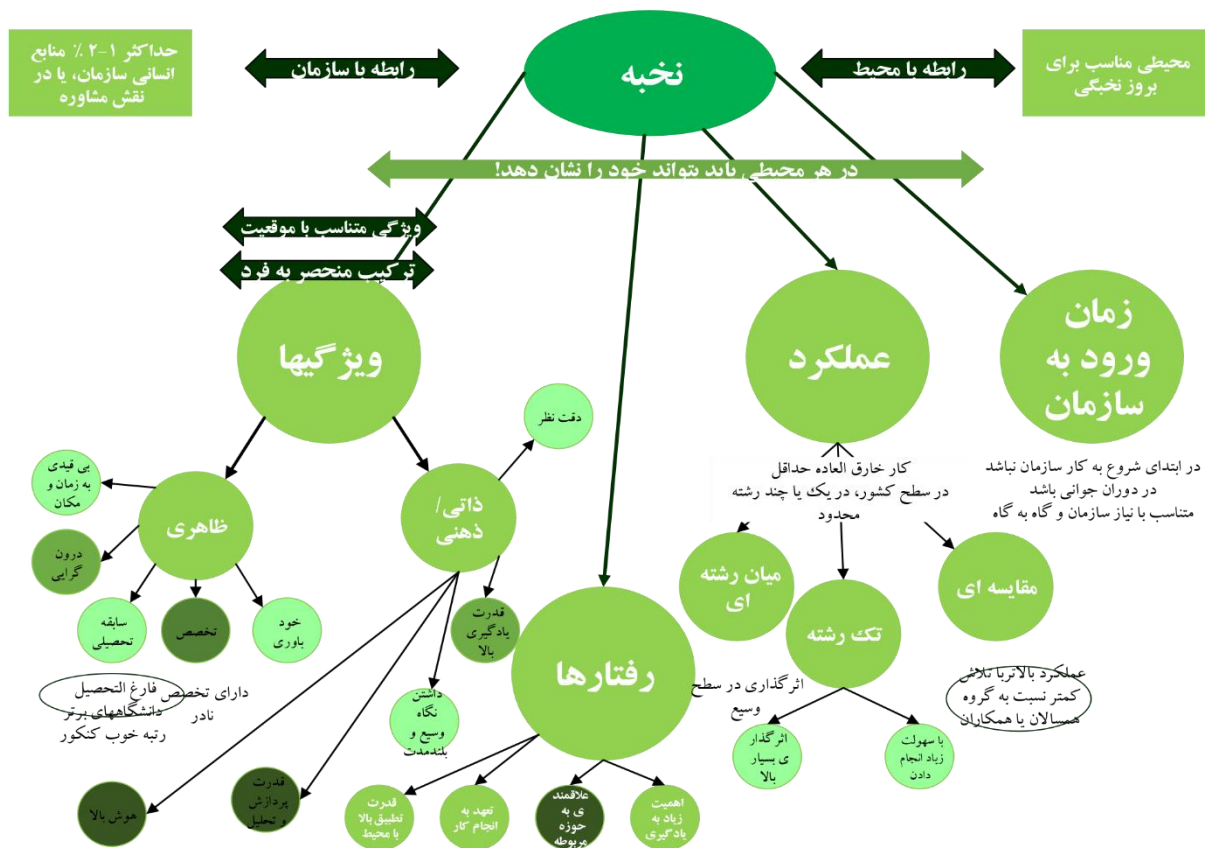 نخبه
محیطی مناسب برای
بروز نخبگی
رابطه با محیط
رابطه با سازمان
حداکثر ۱-۲ ٪ منابع
انسانی سازمان، یا در
نقش مشاوره
در هر محیطی باید بتواند خود را نشان دهد!
ویژگی متناسب با موقعیت
ترکیب منحصر به فرد
زمان
ورود به
سازمان
عملکرد
ویژگیها
در ابتدای شروع به کار سازمان نباشد
در دوران جوانی باشد
متناسب با نیاز سازمان و گاه به گاه
کار خارق العاده حداقل
در سطح کشور، در یک یا چند رشته
محدود
مقایسه ای
تک رشته
میان رشته
ای
عملکرد بالاتربا تلاش
کمتر نسبت به گروه
همسالان یا همکاران
اثرگذاری در سطح
وسیع
با سهولت
زیاد انجام
دادن
اثرگذار
ی بسیار
بالا
دقت نظر
ذاتی/
ذهنی
ظاهری
بی قیدی
به زمان و
مکان
درون
گرایی
سابقه
تحصیلی
تخصص
خود
باوری
قدرت
یادگیری
بالا
داشتن
نگاه
وسیع و
بلندمدت
فارغ التحصیل
دانشگاههای برتر
رتبه خوب کنکور
دارای تخصص
نادر
هوش بالا
قدرت
پردازش
و تحلیل
رفتارها
اهمیت
زیاد به
یادگیری
علاقمند
ی به
حوزه
مربوطه
تعهد به
انجام کار
قدرت
تطبیق بالا
با محیط